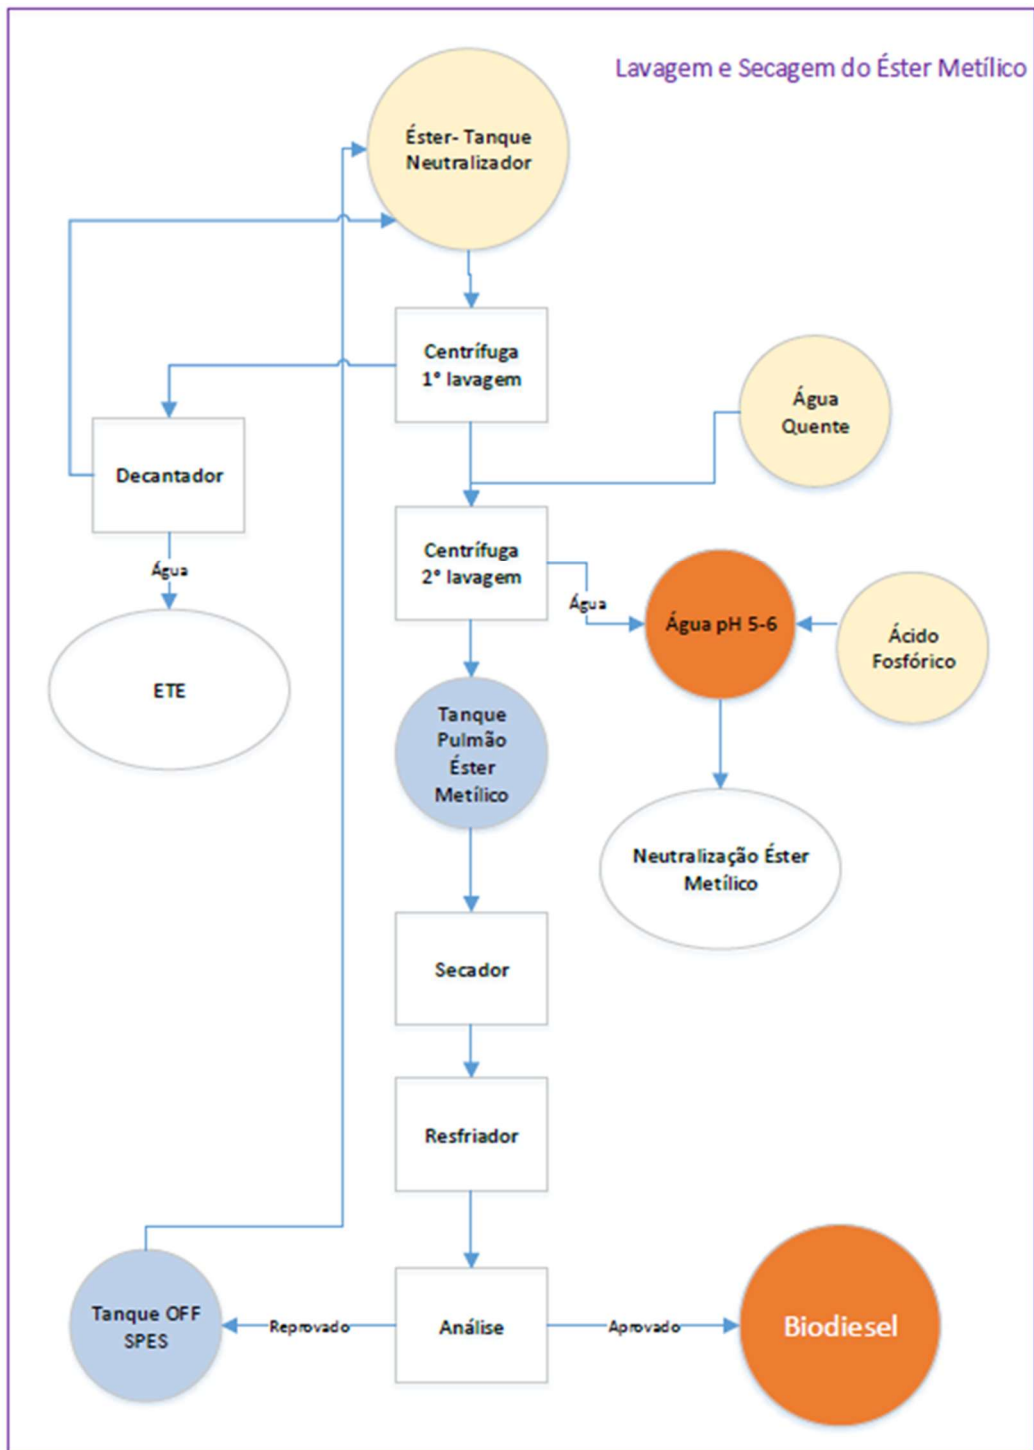 Lavagem e Secagem do Éster Metílico
Éster- Tanque
Neutralizador
Centrífuga
1° lavagem
Água
Quente
Decantador
Centrífuga
2° lavagem
Água
Água
Água pH 5-6
Ácido
Fosfórico
ETE
Tanque
Pulmão
Éster
Metílico
Neutralização Éster
Metílico
Secador
Resfriador
Tanque OFF
SPES
Reprovado
Análise
Aprovado
Biodiesel